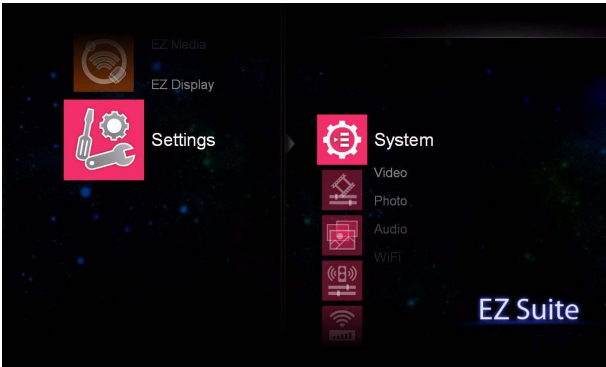 EZ Media
EZ Display
Settings
System
Video
Photo
Audio
WiFi
EZ Suite